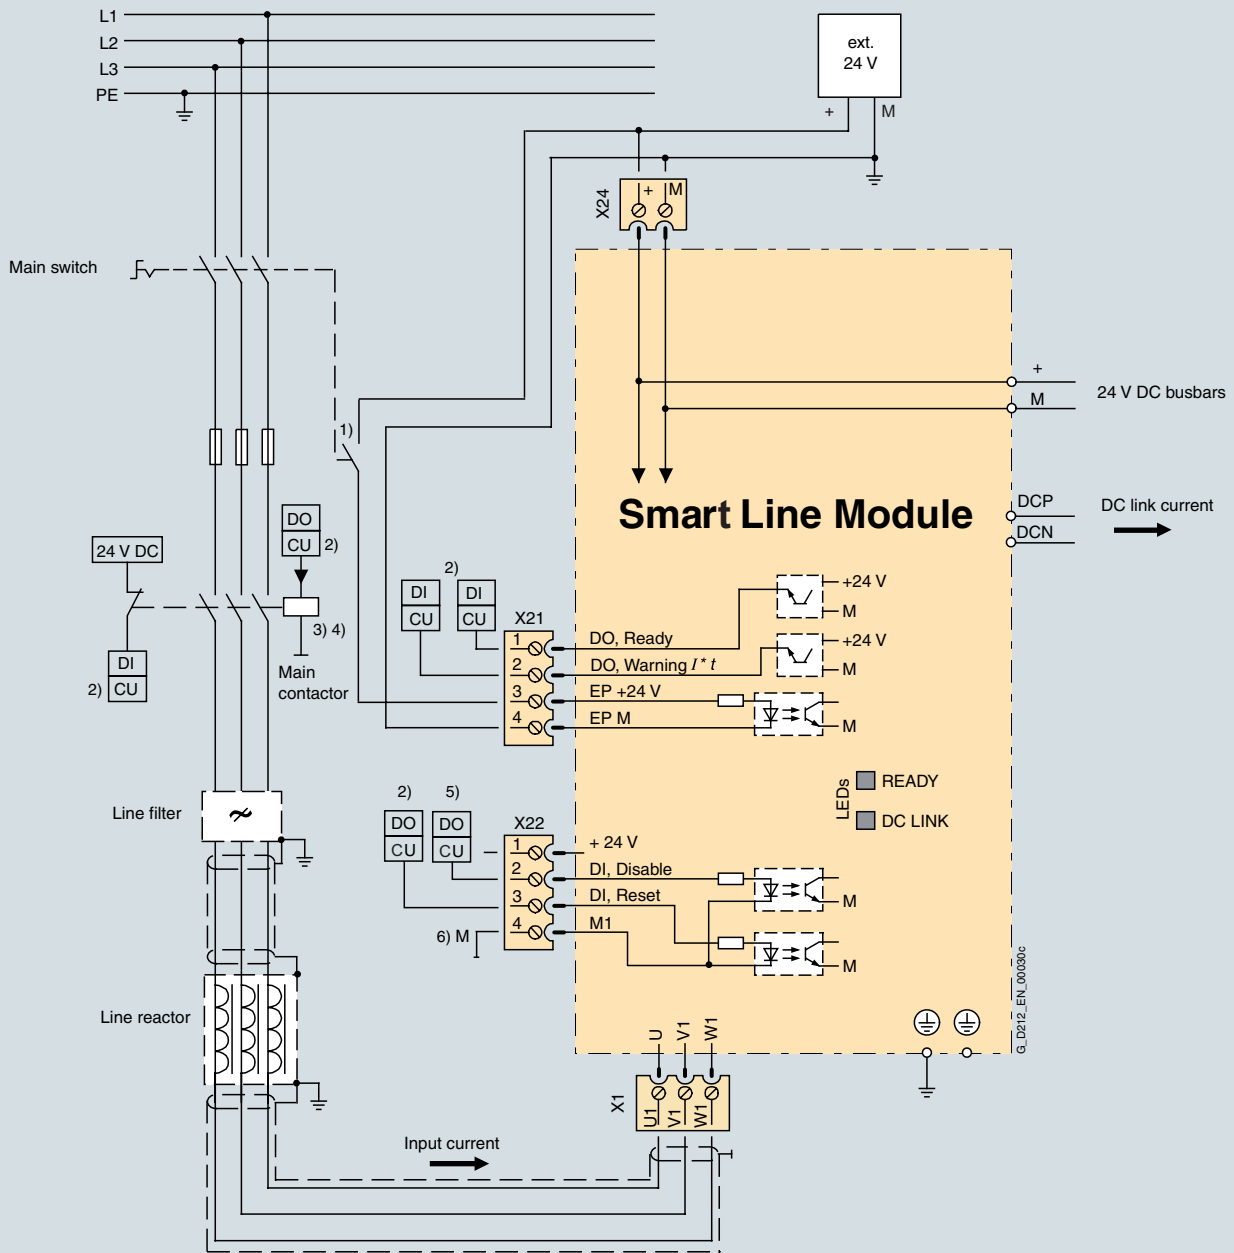 L1
L2
L3
PE
ext.
24 V
+ M
X24
+ M
Main switch
+
M
24 V DC busbars
1)
DCP
DCN
DC link current
Smart Line Module
DO
CU
2)
24 V DC
3) 4)
Main
contactor
DI
CU
2)
2)
DI
CU
DI
CU
X21
1
2
3
4
DO, Ready
DO, Warning I * t
EP +24 V
EP M
+24 V
M
+24 V
M
M
LEDs
READY
DC LINK
Line filter
2)
5)
DO
CU
DO
CU
X22
1
2
3
4
+ 24 V
DI, Disable
DI, Reset
M1
6) M
M
M
Line reactor
G_D212_EN_00030c
U V1 W1
X1
U1 V1 W1
Input current